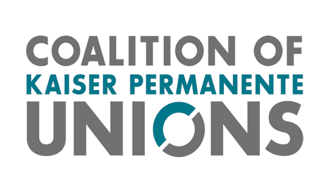 COALITION OF
KAISER PERMANENTE
UNIONS